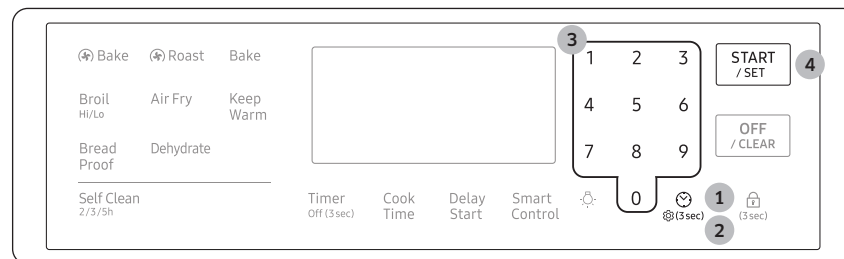 Bake
Roast
Bake
Broil
Hi/Lo
Air Fry
Keep
Warm
Bread
Proof
Dehydrate
Self Clean
2/3/5h
Timer
Off (3 sec)
Cook
Time
Delay
Start
Smart
Control
3
1 2 3
4 5 6
7 8 9
0
START
/ SET
4
OFF
/ CLEAR
1
(3 sec)
2
(3 sec)